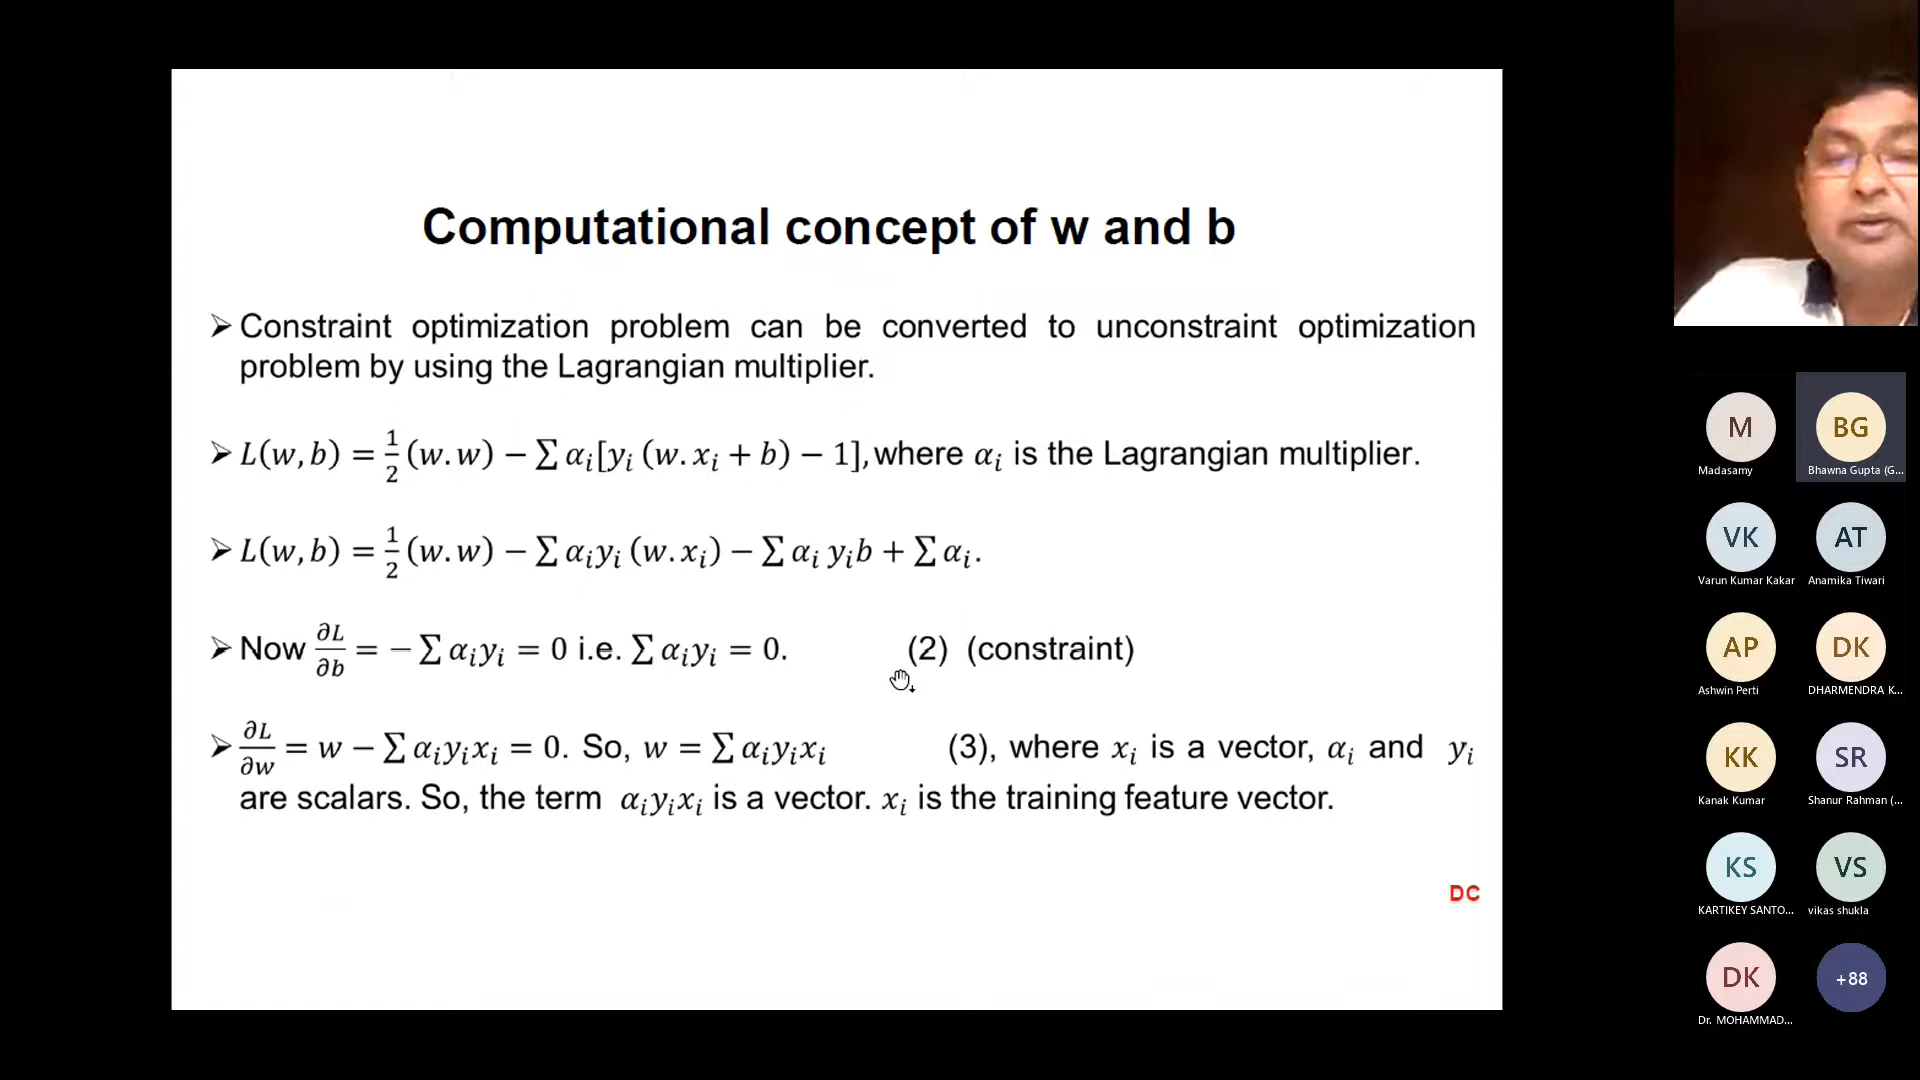 Computational concept of w and b
➢Constraint optimization problem can be converted to unconstraint optimization
problem by using the Lagrangian multiplier.
➢L(w, b) = 1/2 (w. w) − ∑ αᵢ[yᵢ (w. xᵢ + b) − 1], where αᵢ is the Lagrangian multiplier.
➢L(w, b) = 1/2 (w. w) − ∑ αᵢyᵢ (w. xᵢ) − ∑ αᵢ yᵢb + ∑ αᵢ.
➢Now ∂L/∂b = − ∑ αᵢyᵢ = 0 i.e. ∑ αᵢyᵢ = 0. (2) (constraint)
➢∂L/∂w = w − ∑ αᵢyᵢxᵢ = 0. So, w = ∑ αᵢyᵢxᵢ (3), where xᵢ is a vector, αᵢ and yᵢ
are scalars. So, the term αᵢyᵢxᵢ is a vector. xᵢ is the training feature vector.
DC
M BG
Madasamy Bhawna Gupta (G...
VK AT
Varun Kumar Kakar Anamika Tiwari
AP DK
Ashwin Perti DHARMENDRA K...
KK SR
Kanak Kumar Shanur Rahman (...
KS VS
KARTIKEY SANTO... vikas shukla
DK +88
Dr. MOHAMMAD...